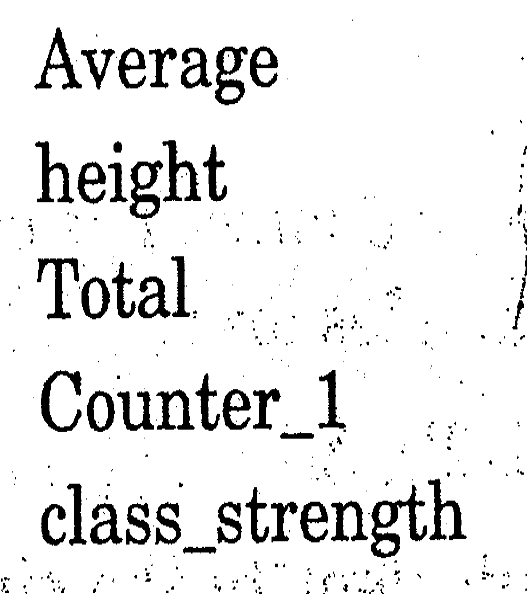 Average
height
Total
Counter_1
class_strength